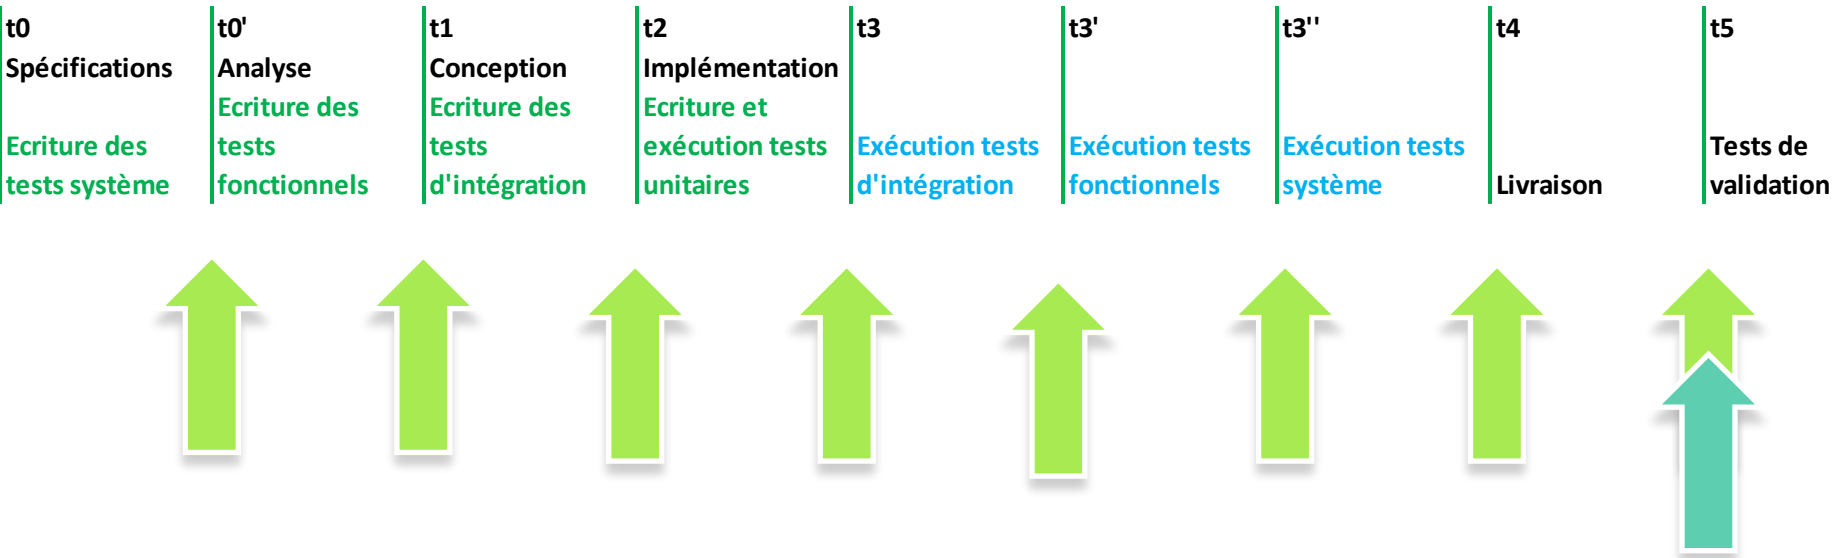 t0
Spécifications
Ecriture des
tests système
t0'
Analyse
Ecriture des
tests
fonctionnels
t1
Conception
Ecriture des
tests
d'intégration
t2
Implémentation
Ecriture et
exécution tests
unitaires
t3
Exécution tests
d'intégration
t3'
Exécution tests
fonctionnels
t3''
Exécution tests
système
t4
Livraison
t5
Tests de
validation